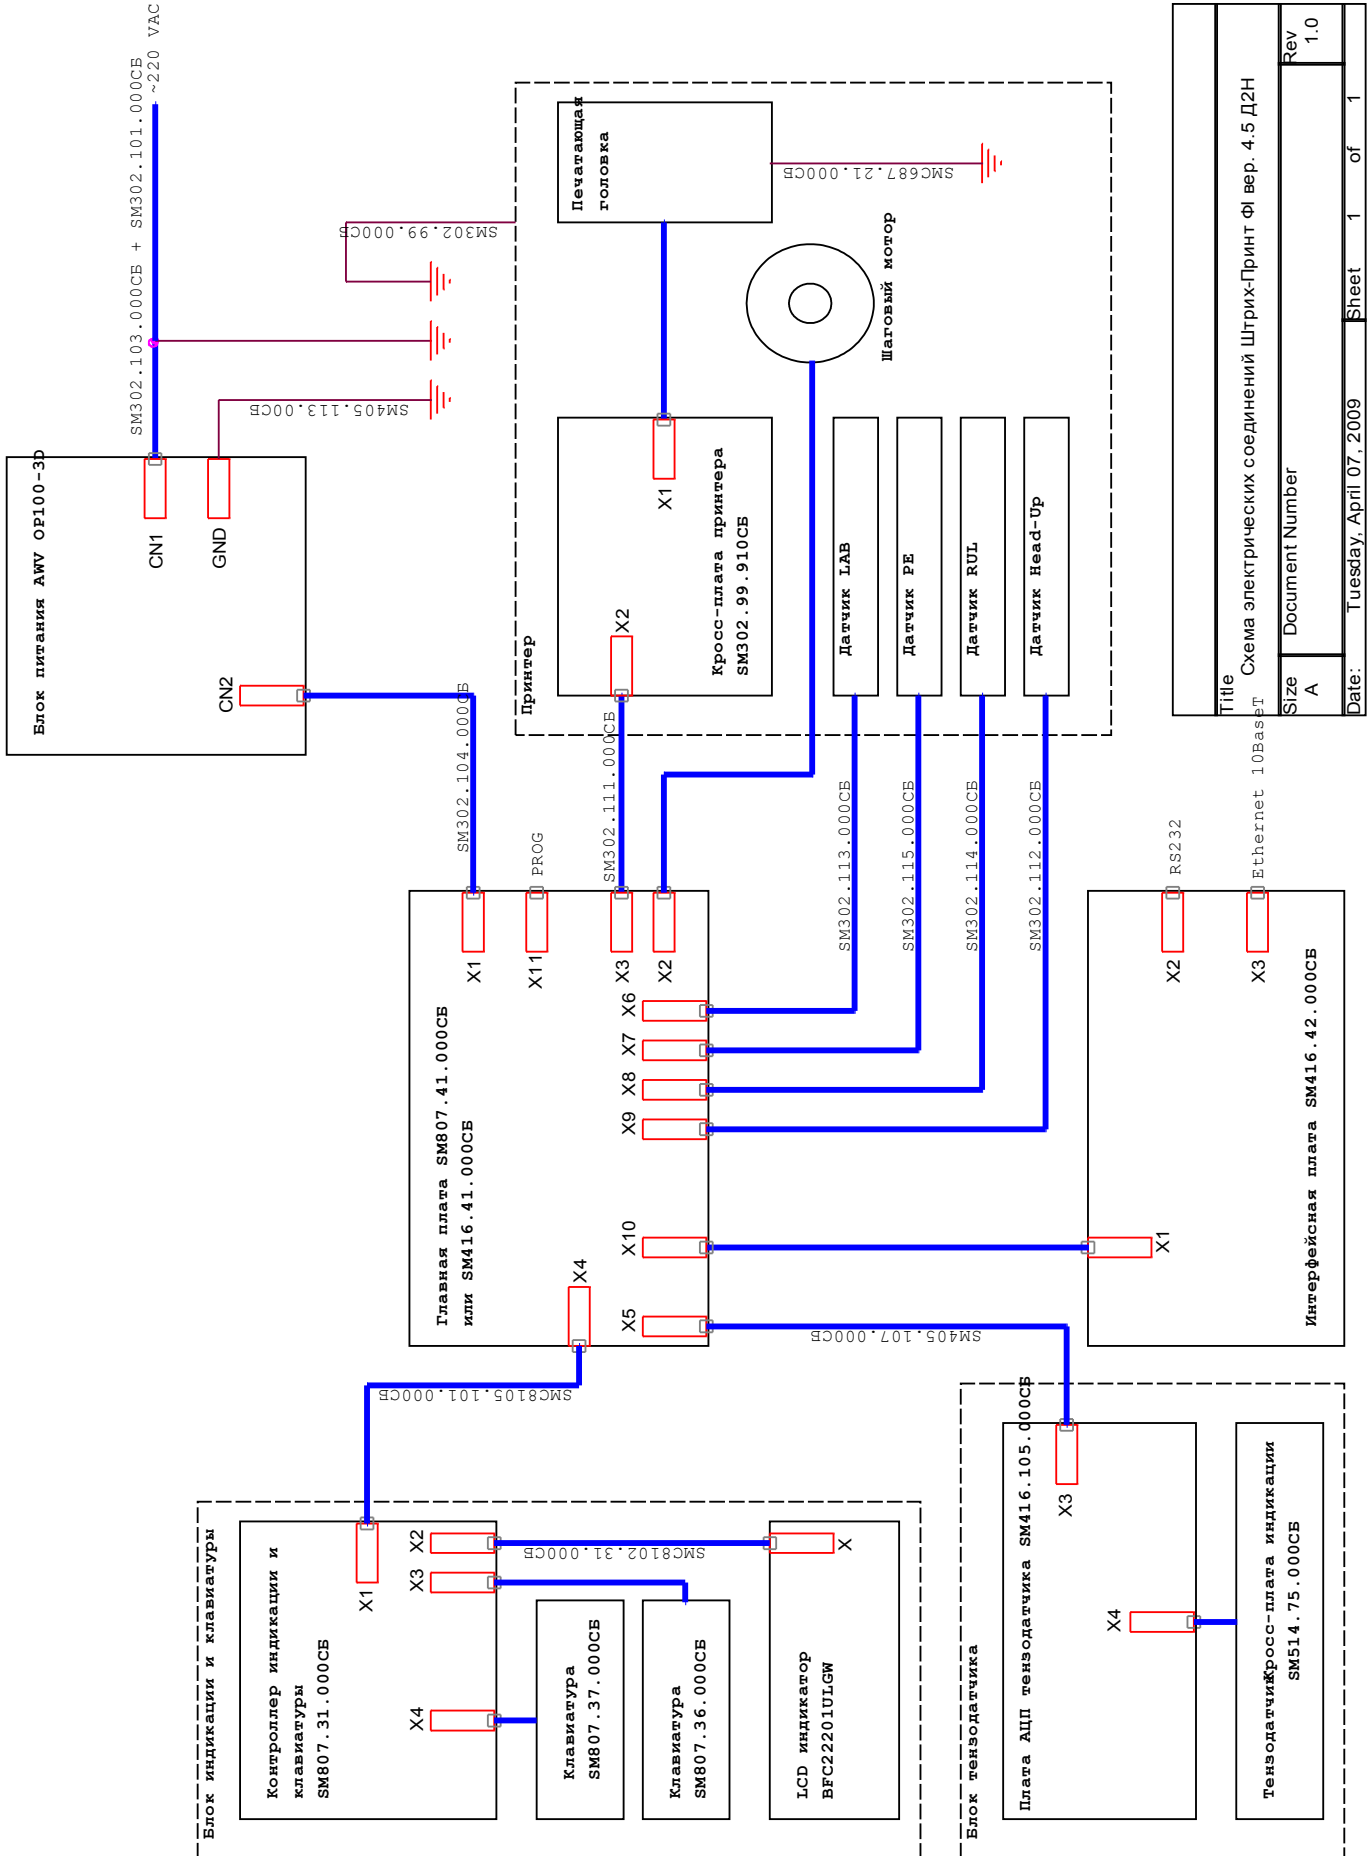 Блок питания AWV OP100-3D
CN2
CN1
GND
SM302.103.000СБ + SM302.101.000СБ
~220 VAC
SM405.113.00СБ
SM302.99.000СБ
SM302.104.000СБ
Принтер
Печатающая
головка
SMC687.21.000СБ
Шаговый мотор
X1
X2
Кросс-плата принтера
SM302.99.910СБ
Датчик LAB
Датчик PE
Датчик RUL
Датчик Head-Up
SM302.111.000СБ
SM302.113.000СБ
SM302.115.000СБ
SM302.114.000СБ
SM302.112.000СБ
Главная плата SM807.41.000СБ
или SM416.41.000СБ
X1
X11
PROG
X3
X2
X6
X7
X8
X9
X10
X5
X4
SMC8105.101.000СБ
SM405.107.000СБ
Интерфейсная плата SM416.42.000СБ
X1
X2
RS232
X3
Ethernet 10BaseT
Блок индикации и клавиатуры
Контроллер индикации и
клавиатуры
SM807.31.000СБ
X1
X2
X3
X4
SMC8102.31.000СБ
Клавиатура
SM807.37.000СБ
Клавиатура
SM807.36.000СБ
LCD индикатор
BFC22201ULGW
X
Блок тензодатчика
Плата АЦП тензодатчика SM416.105.000СБ
X3
X4
Тензодатчик
Кросс-плата индикации
SM514.75.000СБ
Title
Схема электрических соединений Штрих-Принт ФI вер. 4.5 Д2Н
Size
A
Document Number
Rev
1.0
Date:
Tuesday, April 07, 2009
Sheet
1
of
1